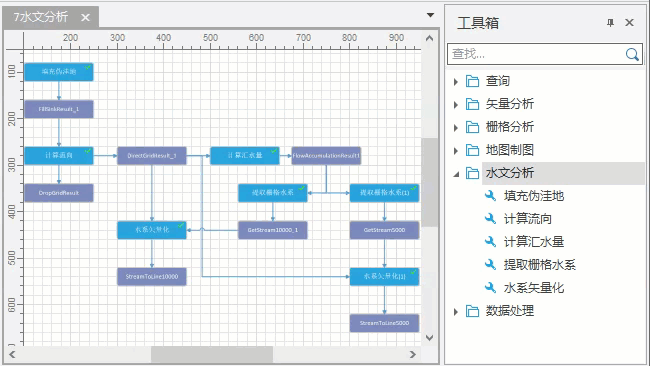 7水文分析
200 300 400 500 600 700 800 900
100
200
300
400
500
600
填充伪洼地
FillSinkResult_1
计算流向
DirectGridResult_1
计算汇水量
FlowAccumulationResult1
DropGridResult
提取栅格水系
提取栅格水系(1)
水系矢量化
GetStream10000_1
GetStream5000
StreamToLine10000
水系矢量化(1)
StreamToLine5000
工具箱
查找...
查询
矢量分析
栅格分析
地图制图
水文分析
填充伪洼地
计算流向
计算汇水量
提取栅格水系
水系矢量化
数据处理